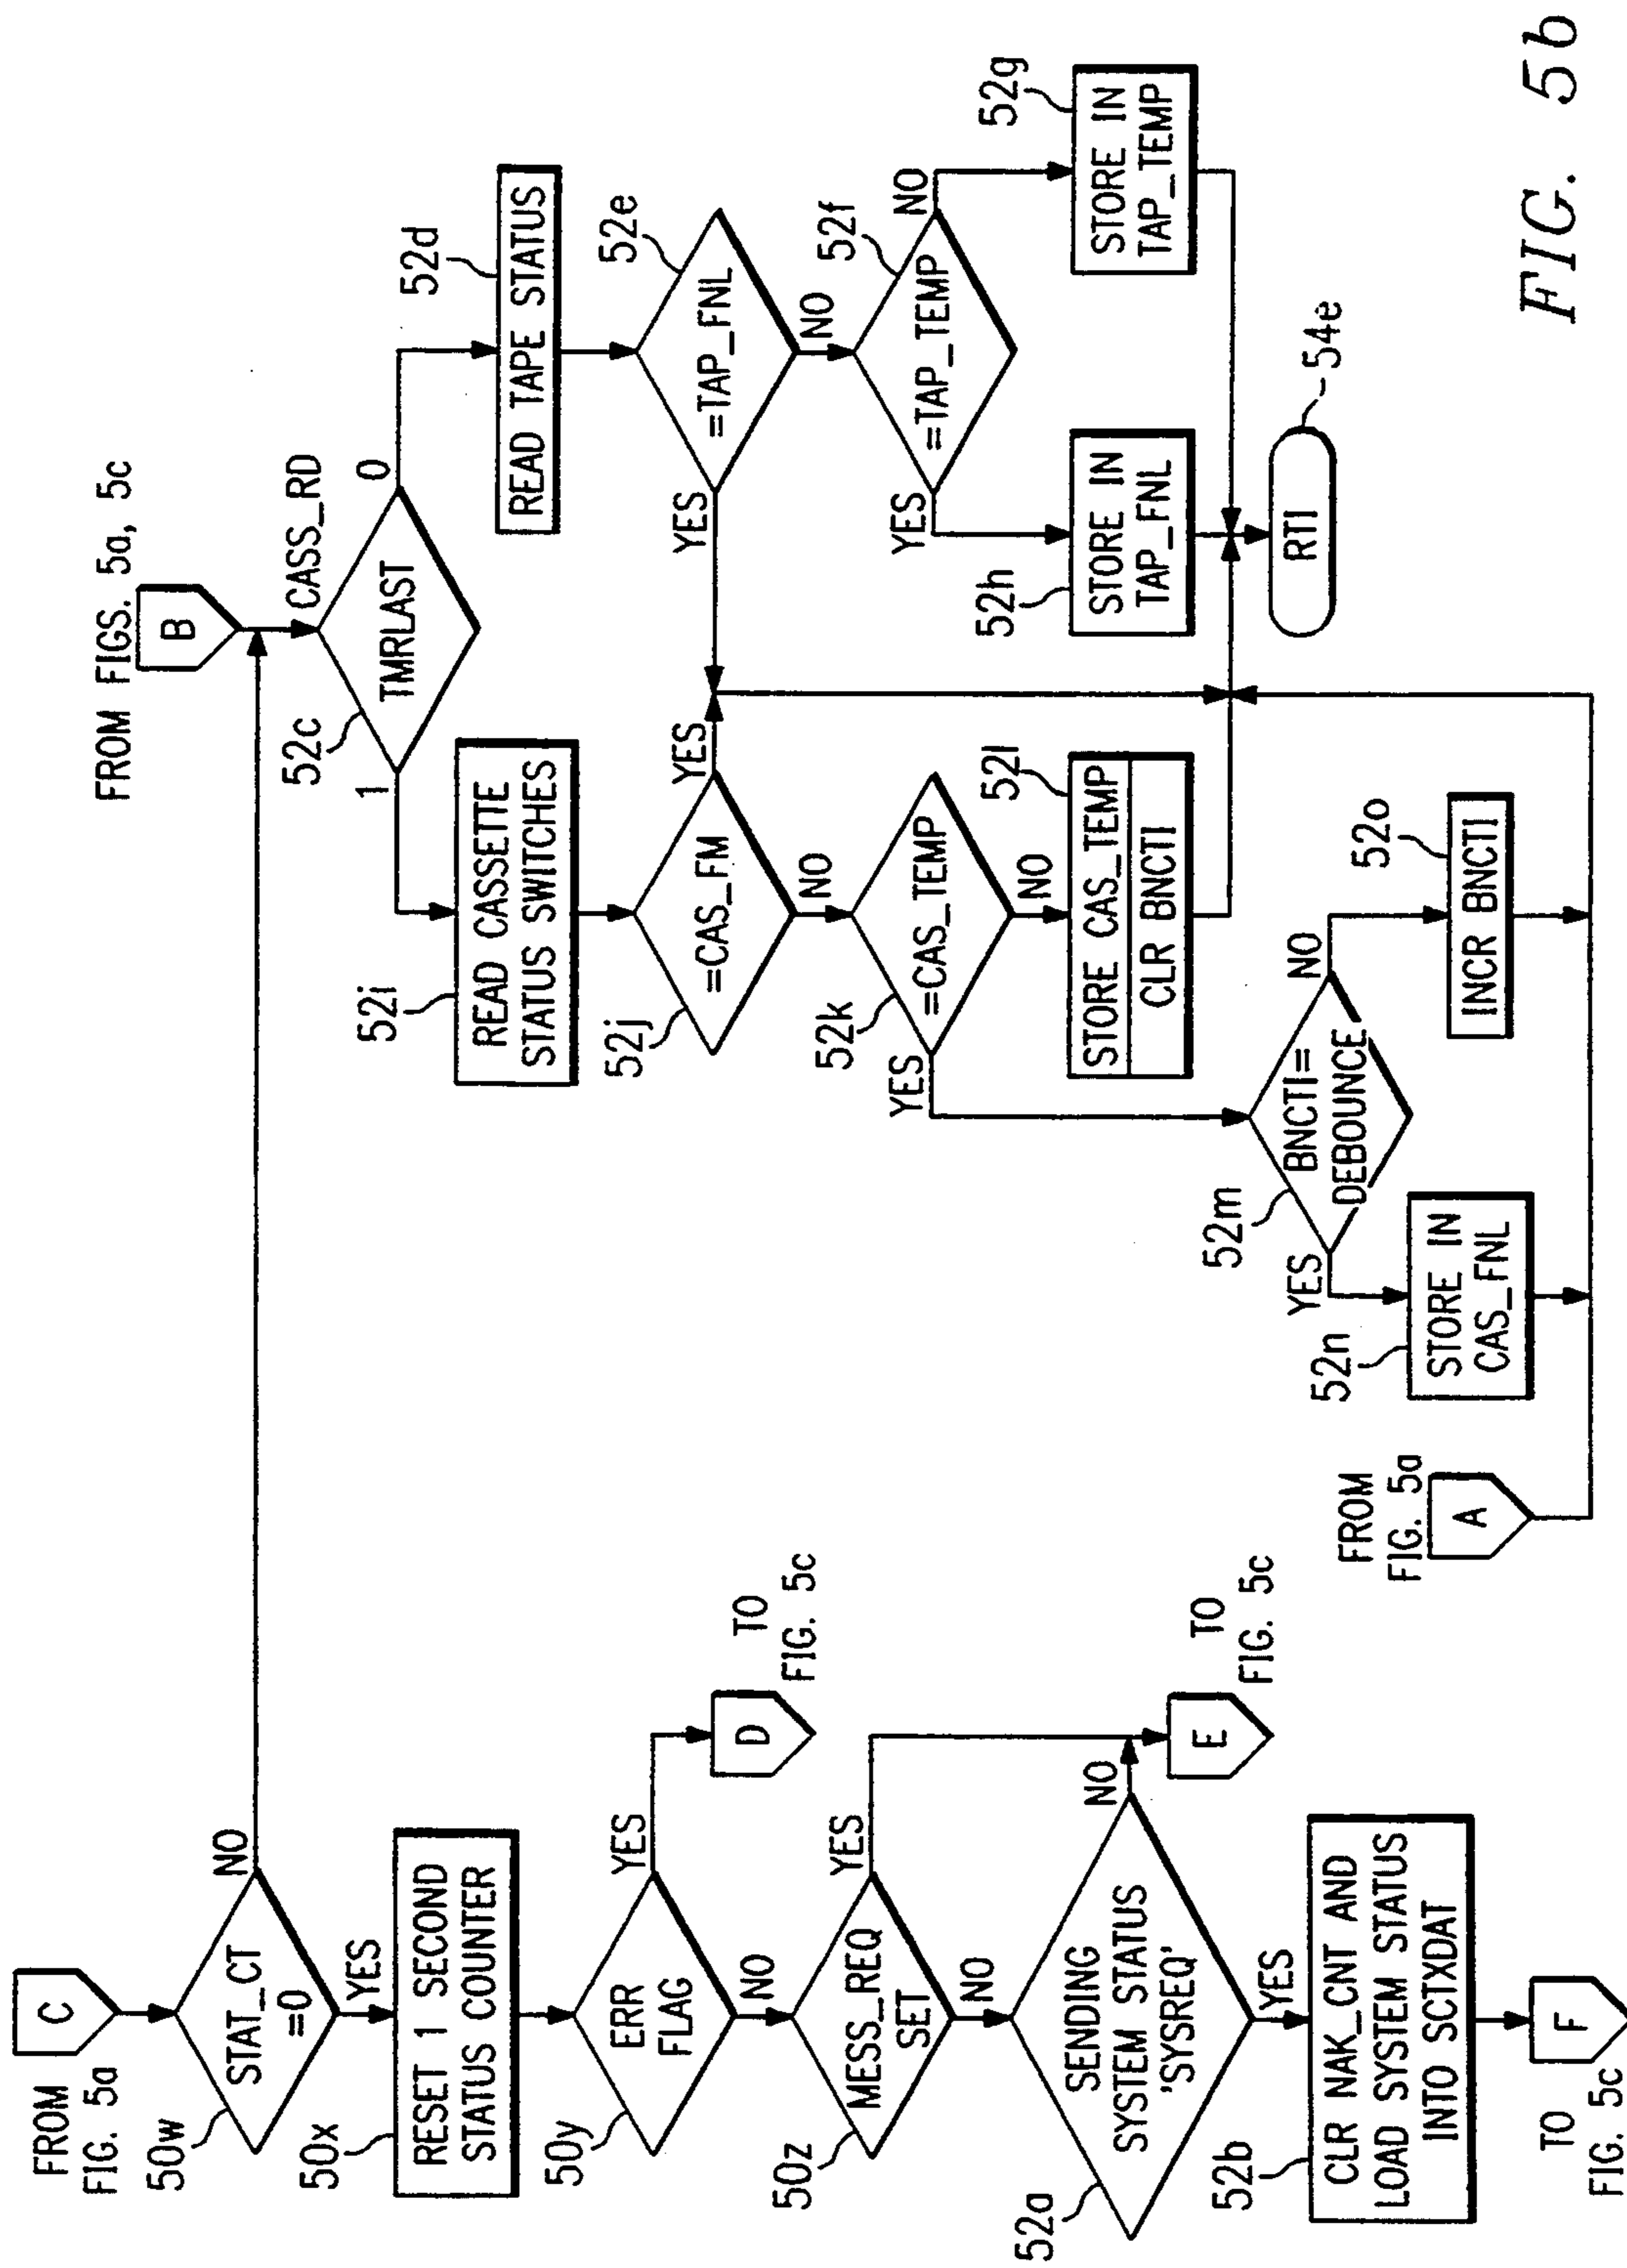 FROM
FIG. 5a
C
50w
STAT_CT
=0
NO
YES
50x
RESET 1 SECOND
STATUS COUNTER
50y
ERR
FLAG
YES
NO
D
TO
FIG. 5c
50z
MESS_REQ
SET
YES
NO
52a
SENDING
SYSTEM STATUS
'SYSREQ'
NO
YES
E
TO
FIG. 5c
52b
CLR NAK_CNT AND
LOAD SYSTEM STATUS
INTO SCTXDAT
F
TO
FIG. 5c
FROM FIGS. 5a, 5c
B
CASS_RD
52c
TMRLAST
1
0
52i
READ CASSETTE
STATUS SWITCHES
52d
READ TAPE STATUS
52j
=CAS_FM
YES
NO
52e
=TAP_FNL
YES
NO
52k
=CAS_TEMP
YES
NO
52f
=TAP_TEMP
YES
NO
52l
STORE CAS_TEMP
CLR BNCTI
52h
STORE IN
TAP_FNL
52g
STORE IN
TAP_TEMP
RTI
54e
52m
BNCTI=
DEBOUNCE
YES
NO
52n
STORE IN
CAS_FNL
52o
INCR BNCTI
FROM
FIG. 5a
A
FIG. 5b